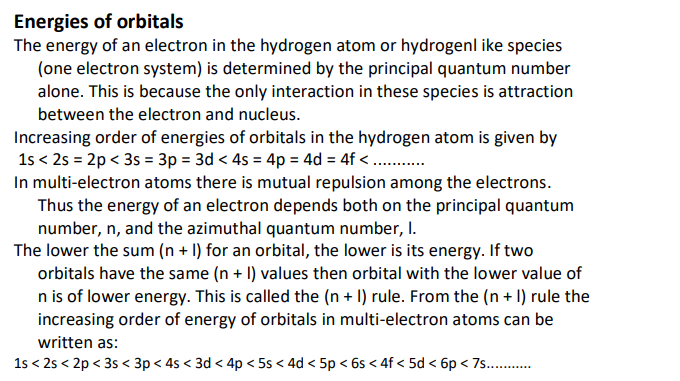 Energies of orbitals
The energy of an electron in the hydrogen atom or hydrogenl ike species
(one electron system) is determined by the principal quantum number
alone. This is because the only interaction in these species is attraction
between the electron and nucleus.
Increasing order of energies of orbitals in the hydrogen atom is given by
1s < 2s = 2p < 3s = 3p = 3d < 4s = 4p = 4d = 4f < ...........
In multi-electron atoms there is mutual repulsion among the electrons.
Thus the energy of an electron depends both on the principal quantum
number, n, and the azimuthal quantum number, l.
The lower the sum (n + l) for an orbital, the lower is its energy. If two
orbitals have the same (n + l) values then orbital with the lower value of
n is of lower energy. This is called the (n + l) rule. From the (n + l) rule the
increasing order of energy of orbitals in multi-electron atoms can be
written as:
1s < 2s < 2p < 3s < 3p < 4s < 3d < 4p < 5s < 4d < 5p < 6s < 4f < 5d < 6p < 7s...........